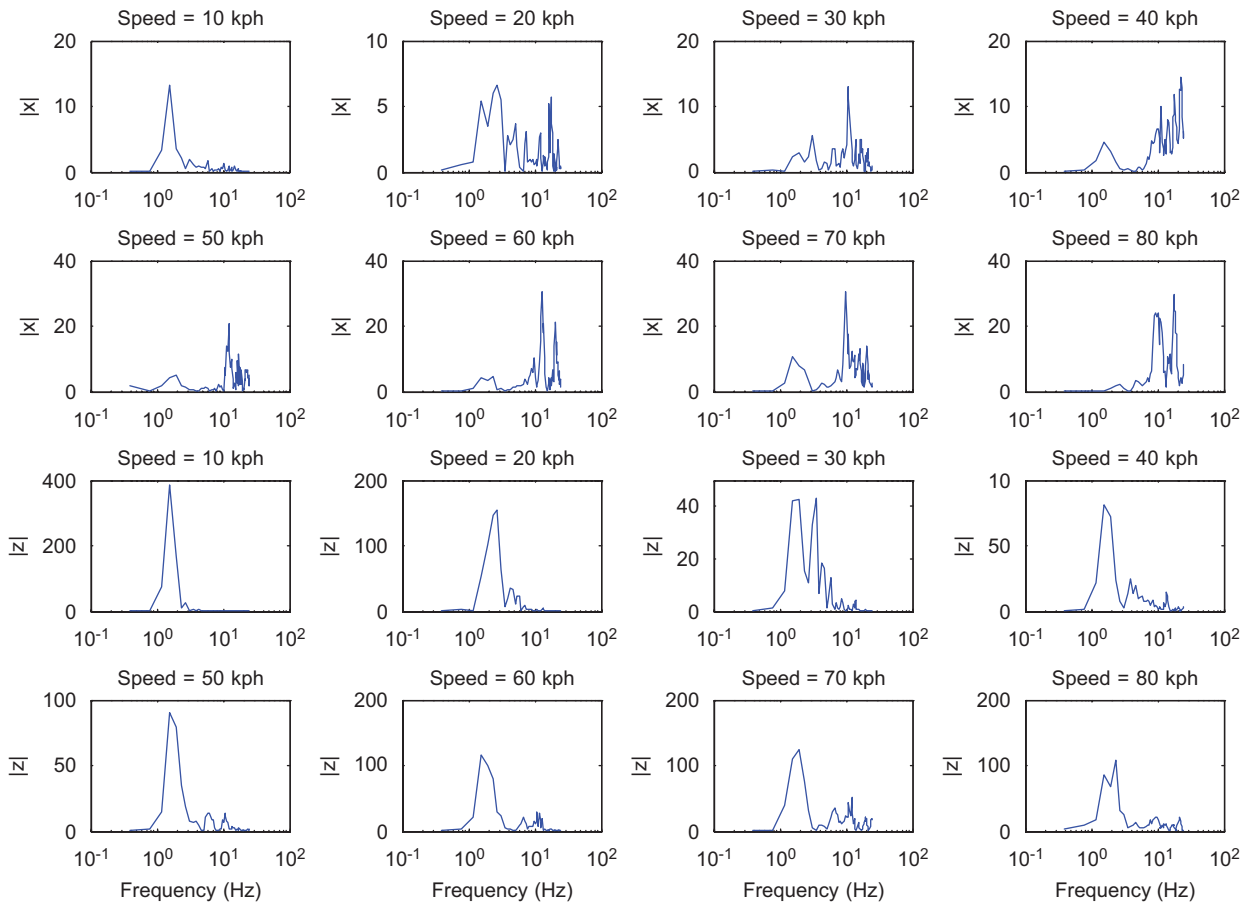 Speed = 10 kph
Speed = 20 kph
Speed = 30 kph
Speed = 40 kph
20
10
0
|x|
10
5
0
|x|
20
10
0
|x|
20
10
0
|x|
10-1 100 101 102
10-1 100 101 102
10-1 100 101 102
10-1 100 101 102
Speed = 50 kph
Speed = 60 kph
Speed = 70 kph
Speed = 80 kph
40
20
0
|x|
40
20
0
|x|
40
20
0
|x|
40
20
0
|x|
10-1 100 101 102
10-1 100 101 102
10-1 100 101 102
10-1 100 101 102
Speed = 10 kph
Speed = 20 kph
Speed = 30 kph
Speed = 40 kph
400
200
0
|z|
200
100
0
|z|
40
20
0
|z|
10
50
0
|z|
10-1 100 101 102
10-1 100 101 102
10-1 100 101 102
10-1 100 101 102
Speed = 50 kph
Speed = 60 kph
Speed = 70 kph
Speed = 80 kph
100
50
0
|z|
200
100
0
|z|
200
100
0
|z|
200
100
0
|z|
10-1 100 101 102
10-1 100 101 102
10-1 100 101 102
10-1 100 101 102
Frequency (Hz)
Frequency (Hz)
Frequency (Hz)
Frequency (Hz)